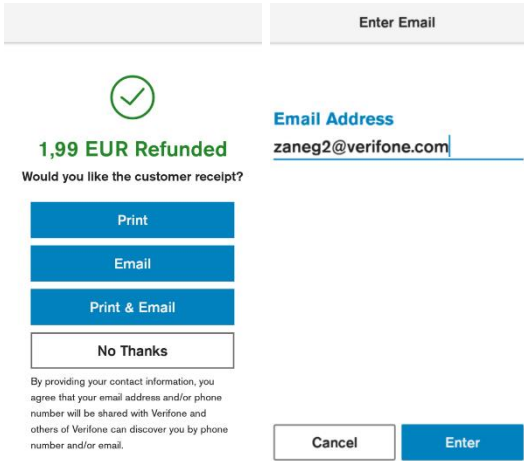 1,99 EUR Refunded
Would you like the customer receipt?
Print
Email
Print & Email
No Thanks
By providing your contact information, you
agree that your email address and/or phone
number will be shared with Verifone and
others of Verifone can discover you by phone
number and/or email.
Enter Email
Email Address
zaneg2@verifone.com
Cancel
Enter